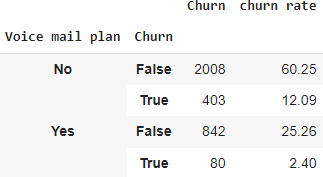 Churn churn rate
Voice mail plan Churn
No False 2008 60.25
True 403 12.09
Yes False 842 25.26
True 80 2.40